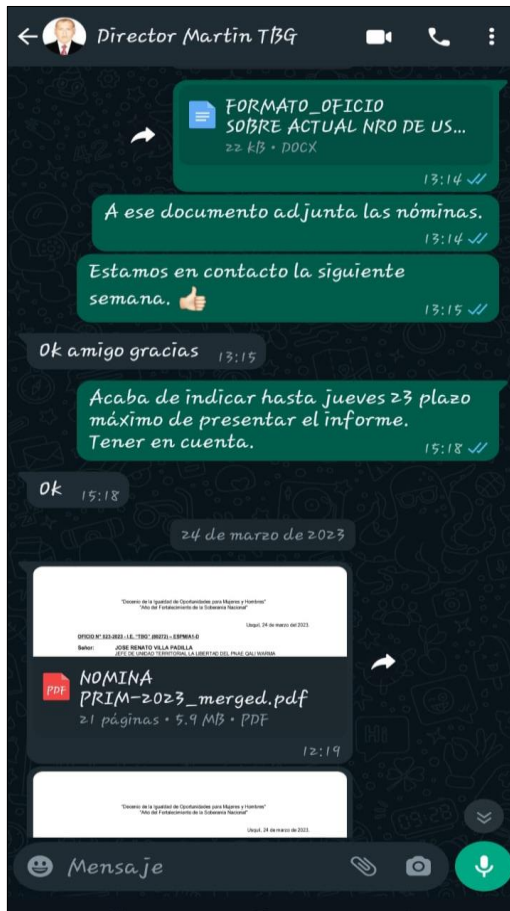 Director Martin TBG
FORMATO_OFICIO
SOBRE ACTUAL NRO DE US...
22 kB • DOCX
13:14
A ese documento adjunta las nóminas.
13:14
Estamos en contacto la siguiente
semana.
13:15
Ok amigo gracias 13:15
Acaba de indicar hasta jueves 23 plazo
máximo de presentar el informe.
Tener en cuenta.
15:18
Ok 15:18
24 de marzo de 2023
"Decenio de la Igualdad de Oportunidades para Mujeres y Hombres"
"Año del Fortalecimiento de la Soberanía Nacional"
Usquil, 24 de marzo del 2023.
Señor: JOSE RENATO VILLA PADILLA
JEFE DE UNIDAD TERRITORIAL LA LIBERTAD DEL PNAE QALI WARMA
PDF
NOMINA
PRIM-2023_merged.pdf
21 páginas • 5.9 MB • PDF
12:19
"Decenio de la Igualdad de Oportunidades para Mujeres y Hombres"
"Año del Fortalecimiento de la Soberanía Nacional"
Usquil, 24 de marzo del 2023.
Mensaje